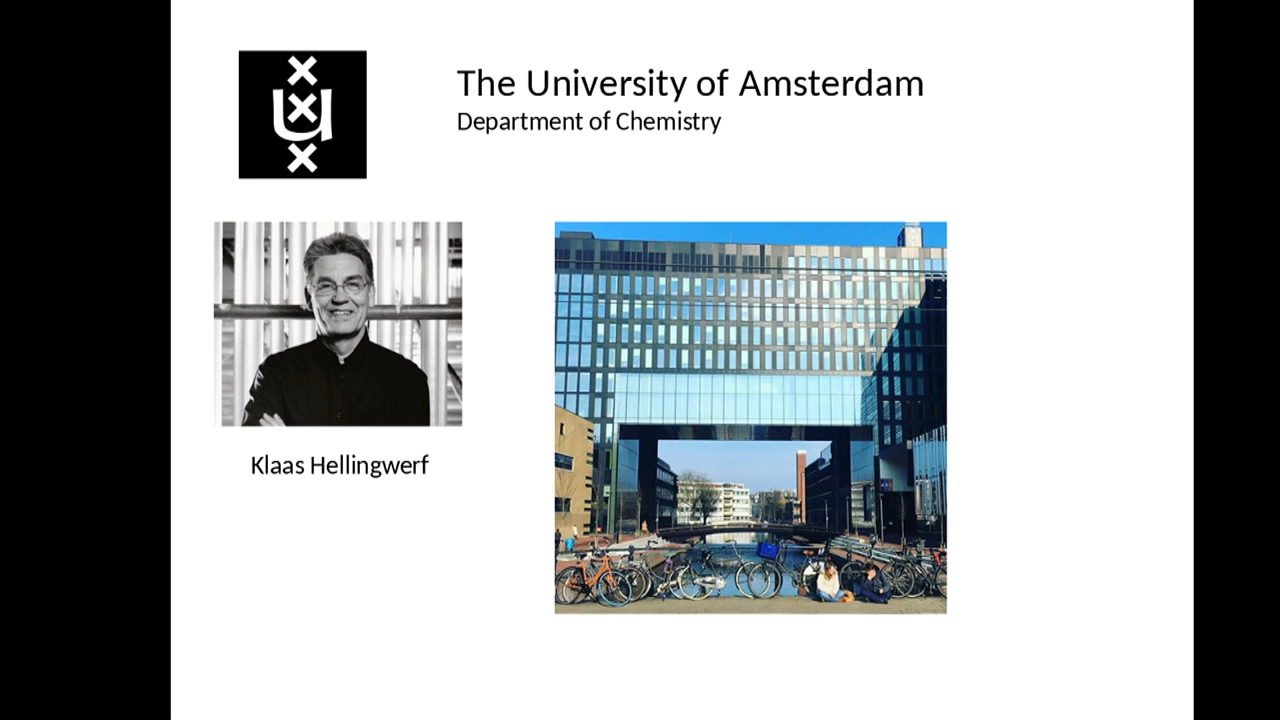 The University of Amsterdam
Department of Chemistry
Klaas Hellingwerf